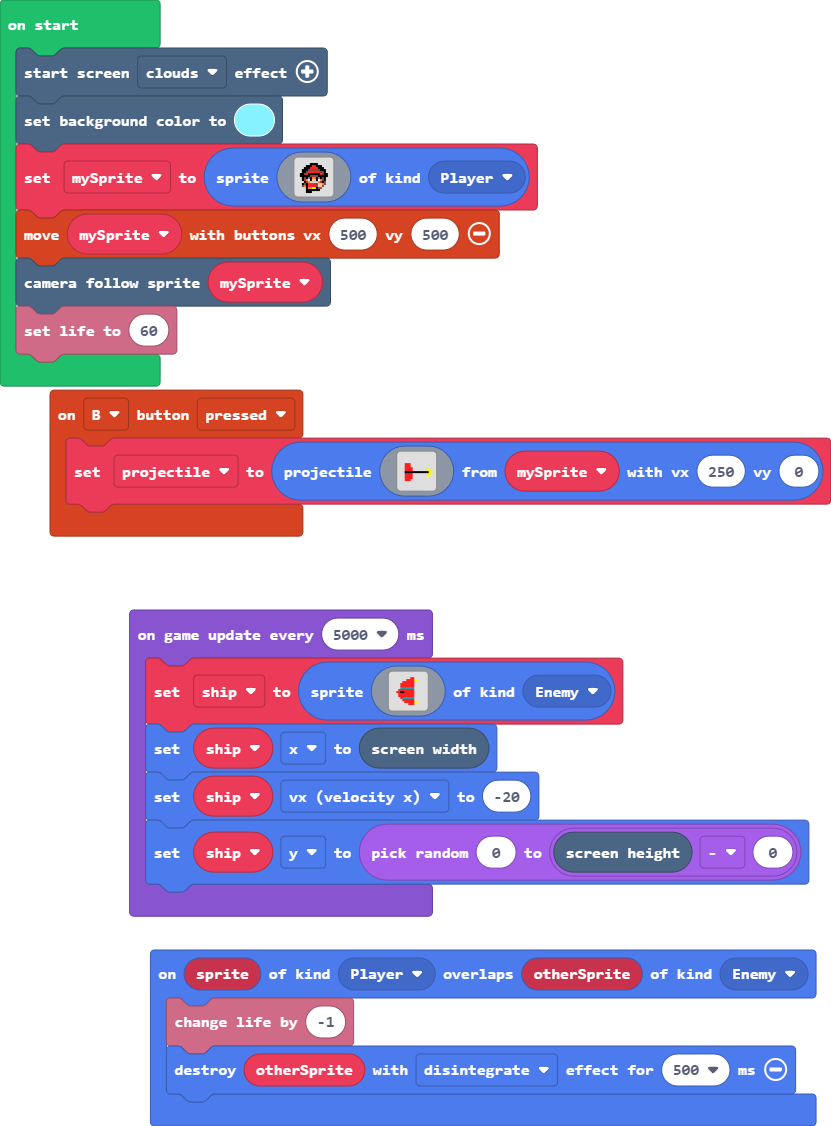 on start
start screen clouds effect
set background color to
set mySprite to sprite of kind Player
move mySprite with buttons vx 500 vy 500
camera follow sprite mySprite
set life to 60
on B button pressed
set projectile to projectile from mySprite with vx 250 vy 0
on game update every 5000 ms
set ship to sprite of kind Enemy
set ship x to screen width
set ship vx (velocity x) to -20
set ship y to pick random 0 to screen height - 0
on sprite of kind Player overlaps otherSprite of kind Enemy
change life by -1
destroy otherSprite with disintegrate effect for 500 ms